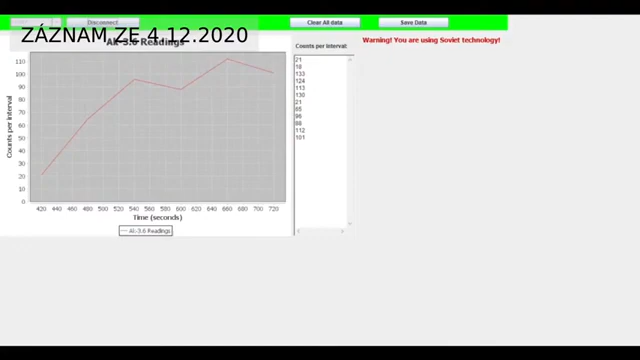 Disconnect
Clear All data
Save Data
ZÁZNAM ZE 4.12.2020
Readings
Counts per Interval:
Warning! You are using Soviet technology!
21
18
133
124
113
130
21
65
96
88
112
101
Counts per Interval
110
100
90
80
70
60
50
40
30
20
10
0
420 440 460 480 500 520 540 560 580 600 620 640 660 680 700 720
Time (seconds)
AK-3.6 Readings